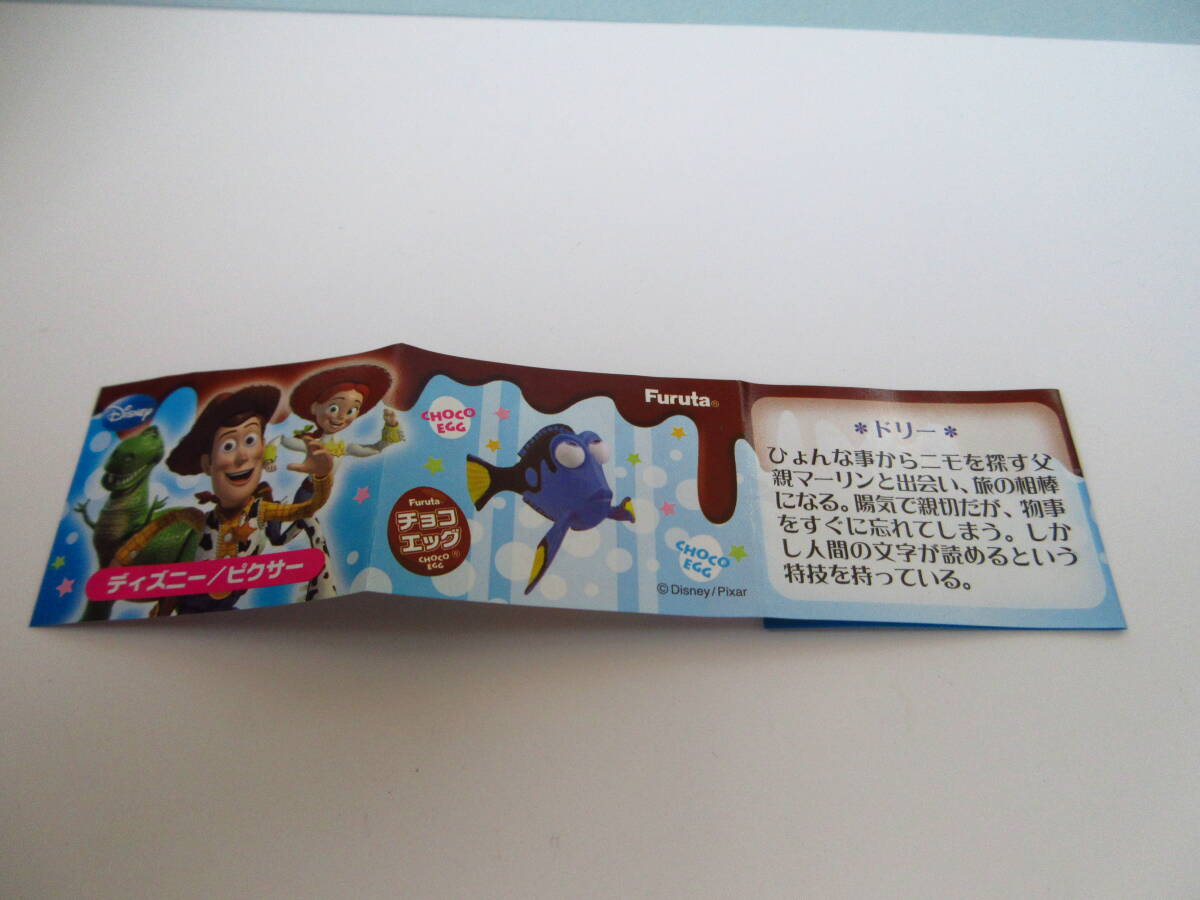 Disney
ディズニー/ピクサー
CHOCO
EGG
Furuta
チョコ
エッグ®
CHOCO
EGG
Furuta®
CHOCO
EGG
©Disney/Pixar
*ドリー*
ひょんな事からニモを探す父
親マーリンと出会い、旅の相棒
になる。陽気で親切だが、物事
をすぐに忘れてしまう。しか
し人間の文字が読めるという
特技を持っている。